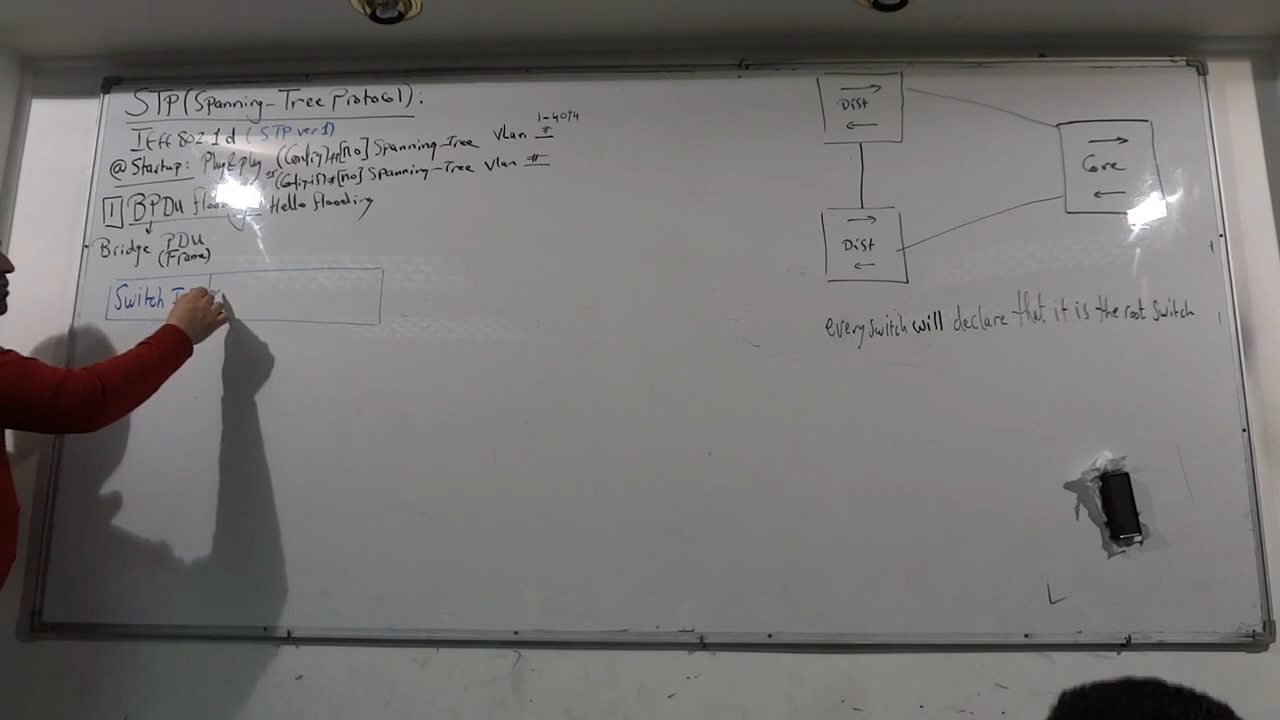 STP (Spanning-Tree Protocol):
IEEE 802.1d (STP ver1)
1-4094
@ Startup: Plug & play (Config)#[no] Spanning-Tree vlan #
or (Config-if)#[no] Spanning-Tree vlan #
1 BPDU Hello flooding
Bridge PDU
(Frame)
Switch
Dist
Core
Dist
every switch will declare that it is the root switch